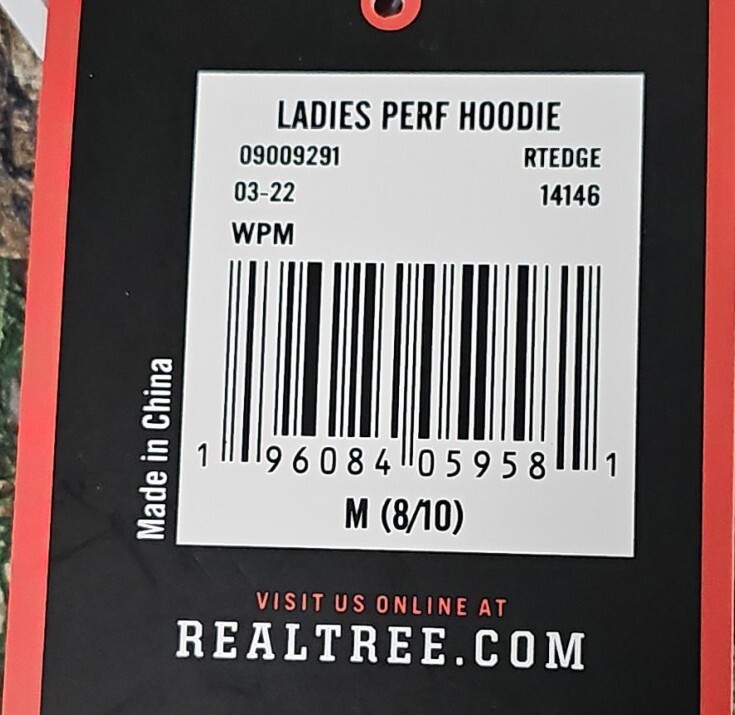 LADIES PERF HOODIE
09009291 RTEDGE
03-22 14146
WPM
Made in China
1 96084 05958 1
M (8/10)
VISIT US ONLINE AT
REALTREE.COM